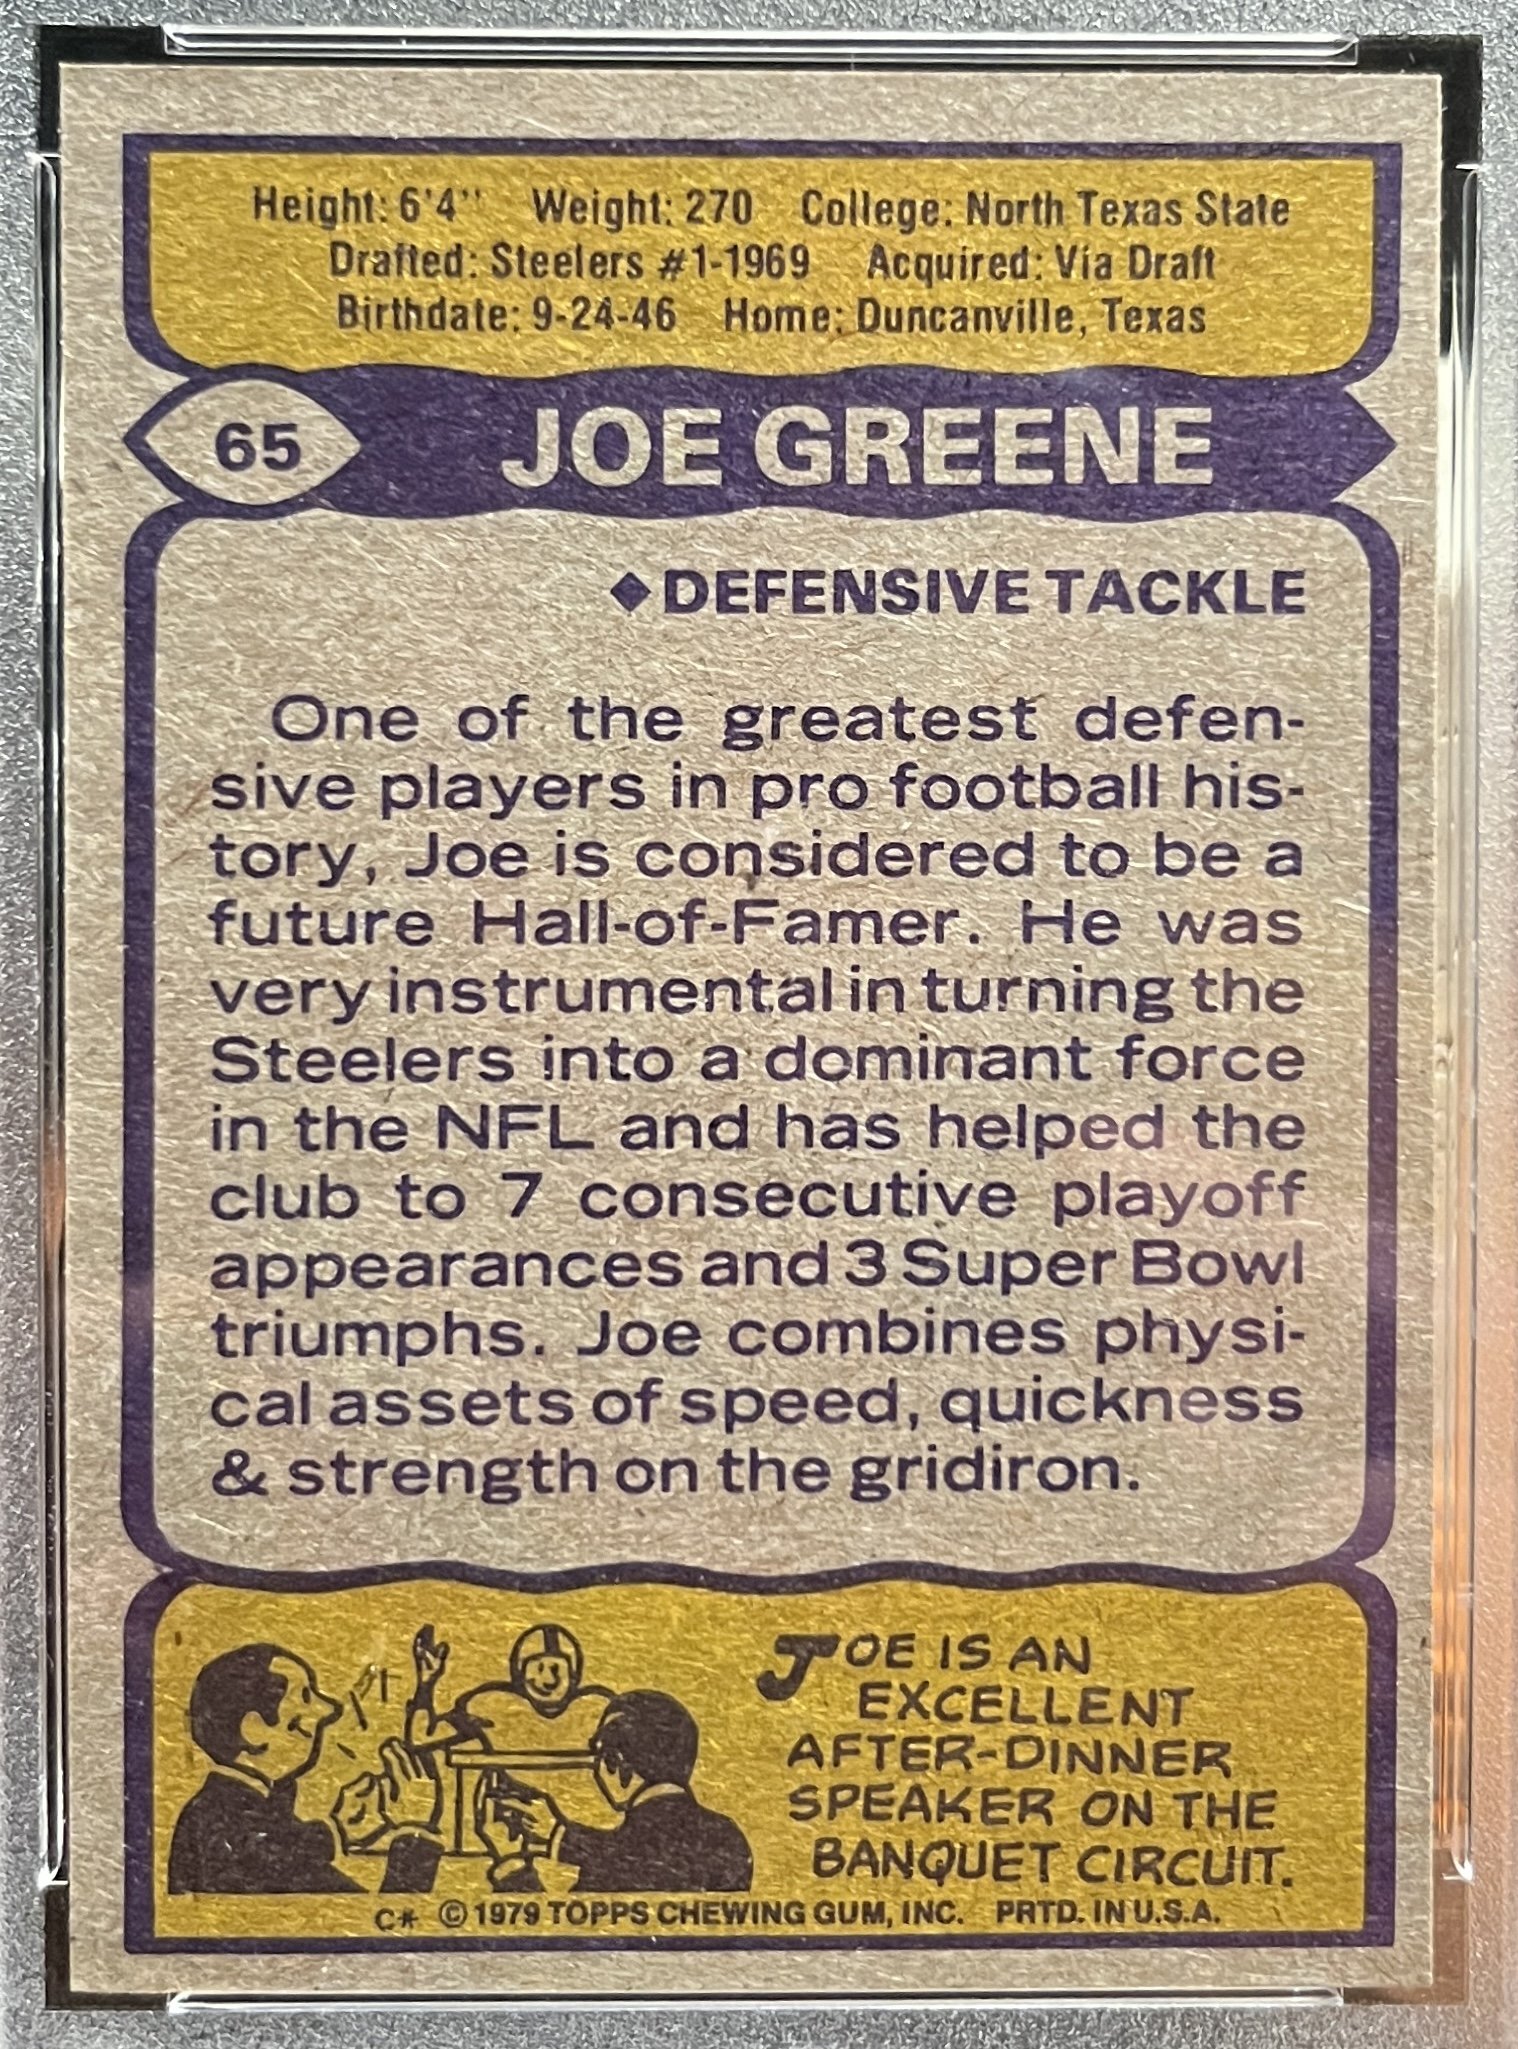 Height: 6'4'' Weight: 270 College: North Texas State
Drafted: Steelers #1-1969 Acquired: Via Draft
Birthdate: 9-24-46 Home: Duncanville, Texas
65 JOE GREENE
◆DEFENSIVE TACKLE
One of the greatest defen-
sive players in pro football his-
tory, Joe is considered to be a
future Hall-of-Famer. He was
very instrumental in turning the
Steelers into a dominant force
in the NFL and has helped the
club to 7 consecutive playoff
appearances and 3 Super Bowl
triumphs. Joe combines physi-
cal assets of speed, quickness
& strength on the gridiron.
JOE IS AN
EXCELLENT
AFTER-DINNER
SPEAKER ON THE
BANQUET CIRCUIT.
C* © 1979 TOPPS CHEWING GUM, INC. PRTD. IN U.S.A.